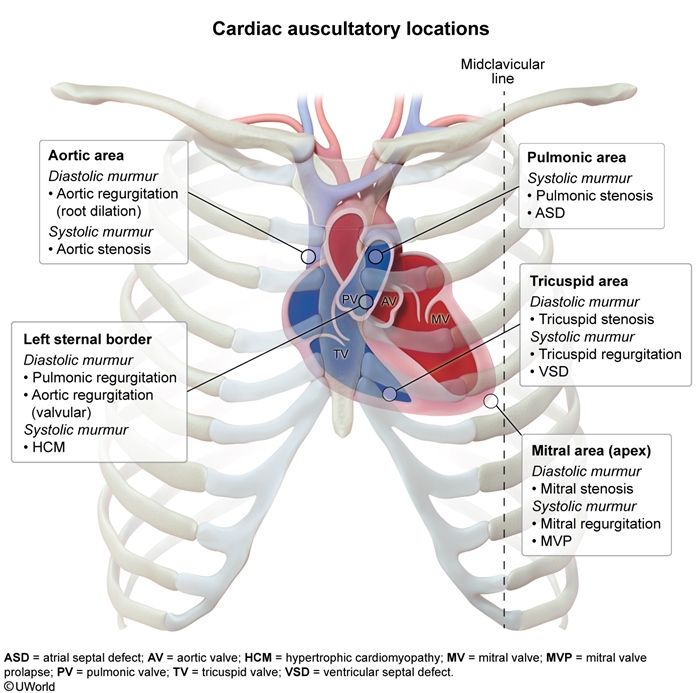 Cardiac auscultatory locations
Midclavicular
line
Aortic area
Diastolic murmur
• Aortic regurgitation
(root dilation)
Systolic murmur
• Aortic stenosis
Pulmonic area
Systolic murmur
• Pulmonic stenosis
• ASD
Tricuspid area
Diastolic murmur
• Tricuspid stenosis
Systolic murmur
• Tricuspid regurgitation
• VSD
PV
AV
MV
TV
Left sternal border
Diastolic murmur
• Pulmonic regurgitation
• Aortic regurgitation
(valvular)
Systolic murmur
• HCM
Mitral area (apex)
Diastolic murmur
• Mitral stenosis
Systolic murmur
• Mitral regurgitation
• MVP
ASD = atrial septal defect; AV = aortic valve; HCM = hypertrophic cardiomyopathy; MV = mitral valve; MVP = mitral valve
prolapse; PV = pulmonic valve; TV = tricuspid valve; VSD = ventricular septal defect.
©UWorld